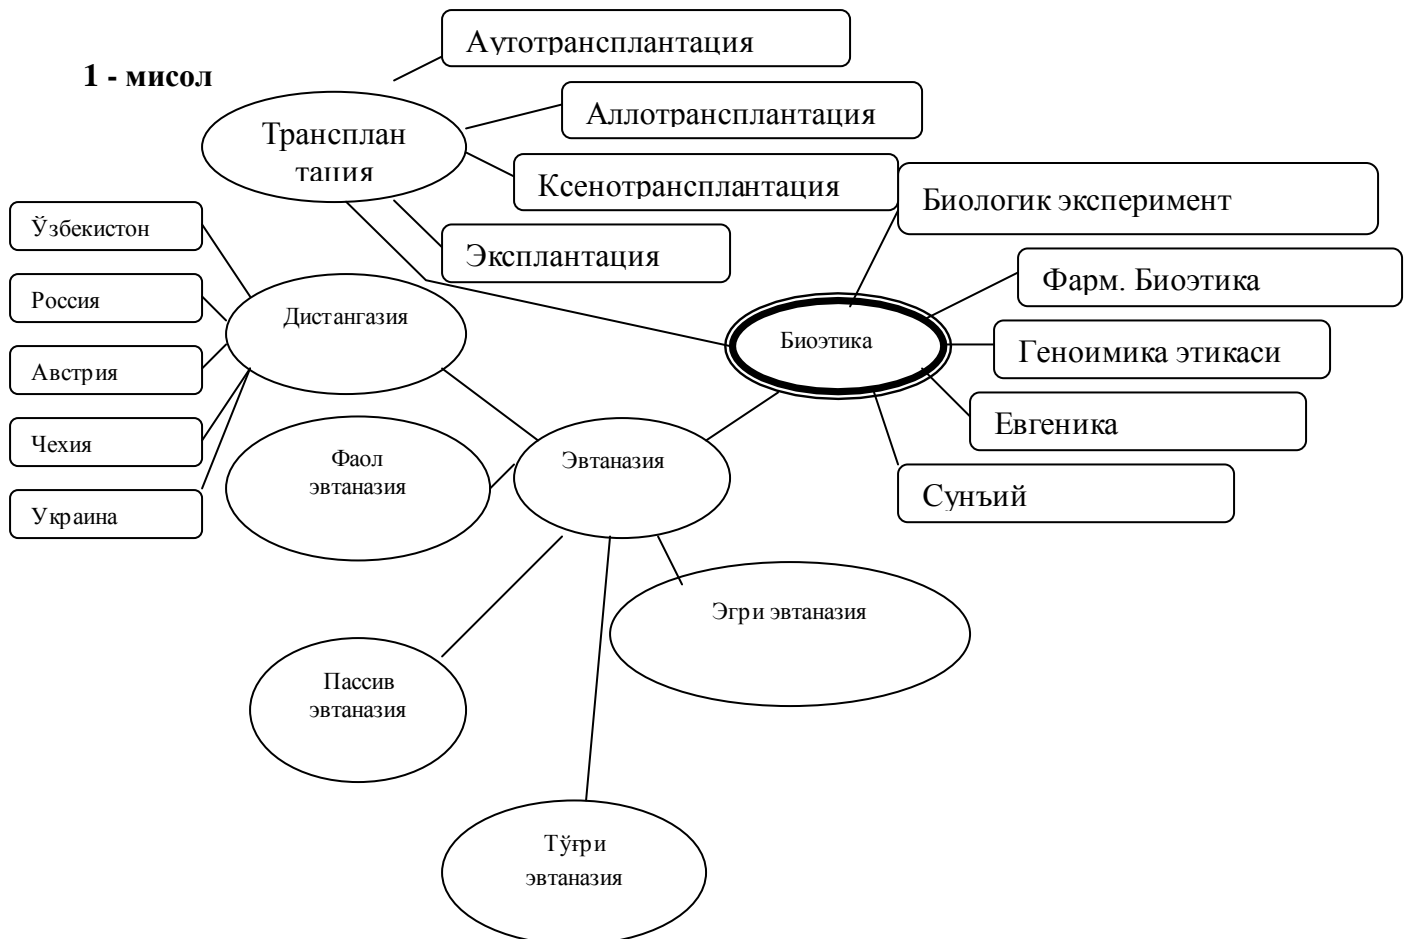 Аутотрансплантация
1 - мисол
Аллотрансплантация
Трансплан
тация
Ксенотрансплантация
Биологик эксперимент
Ўзбекистон
Эксплантация
Фарм. Биоэтика
Россия
Дистангазия
Биоэтика
Геноимика этикаси
Австрия
Евгеника
Чехия
Фаол
эвтаназия
Эвтаназия
Сунъий
Украина
Эгри эвтаназия
Пассив
эвтаназия
Тўғри
эвтаназия